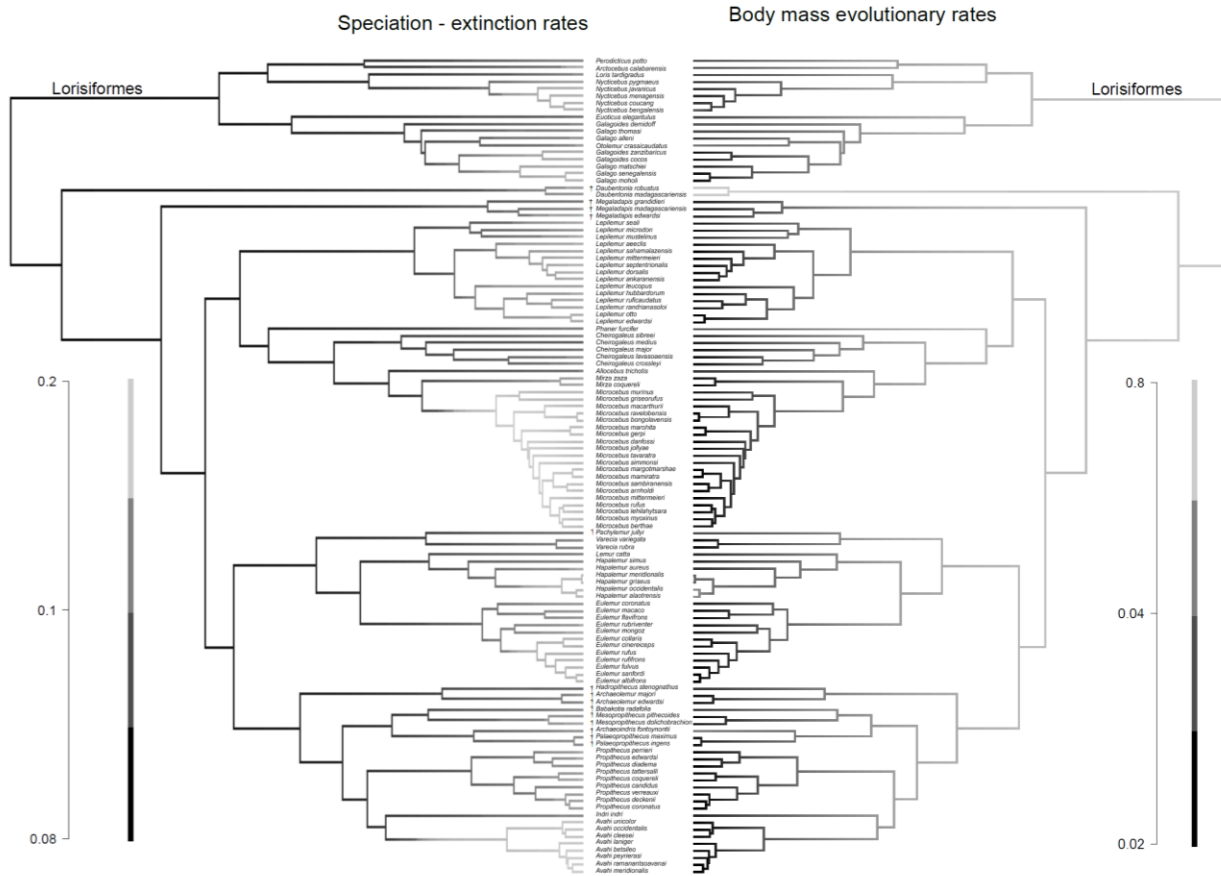 Speciation - extinction rates
Body mass evolutionary rates
Lorisiformes
Lorisiformes
Perodicticus potto
Arctocebus calabarensis
Loris tardigradus
Nycticebus pygmaeus
Nycticebus javanicus
Nycticebus menagensis
Nycticebus coucang
Nycticebus bengalensis
Euoticus elegantulus
Galagoides demidoff
Galago thomasi
Galago alleni
Otolemur crassicaudatus
Galagoides zanzibaricus
Galagoides cocos
Galago matschiei
Galago senegalensis
Galago moholi
† Daubentonia robustus
Daubentonia madagascariensis
† Megaladapis grandidieri
† Megaladapis madagascariensis
† Megaladapis edwardsi
Lepilemur seali
Lepilemur microdon
Lepilemur mustelinus
Lepilemur aeeclis
Lepilemur sahamalazensis
Lepilemur mittermeieri
Lepilemur septentrionalis
Lepilemur dorsalis
Lepilemur ankaranensis
Lepilemur leucopus
Lepilemur hubbardorum
Lepilemur ruficaudatus
Lepilemur randrianasoloi
Lepilemur otto
Lepilemur edwardsi
Phaner furcifer
Cheirogaleus sibreei
Cheirogaleus medius
Cheirogaleus major
Cheirogaleus lavasoaensis
Cheirogaleus crossleyi
Allocebus trichotis
Mirza zaza
Mirza coquereli
Microcebus murinus
Microcebus griseorufus
Microcebus macarthurii
Microcebus ravelobensis
Microcebus bongolavensis
Microcebus marohita
Microcebus gerpi
Microcebus danfossi
Microcebus jollyae
Microcebus tavaratra
Microcebus simmonsi
Microcebus margotmarshae
Microcebus mamiratra
Microcebus sambiranensis
Microcebus arnholdi
Microcebus mittermeieri
Microcebus rufus
Microcebus lehilahytsara
Microcebus myoxinus
Microcebus berthae
† Pachylemur jullyi
Varecia variegata
Varecia rubra
Lemur catta
Hapalemur simus
Hapalemur aureus
Hapalemur meridionalis
Hapalemur griseus
Hapalemur occidentalis
Hapalemur alaotrensis
Eulemur coronatus
Eulemur macaco
Eulemur flavifrons
Eulemur rubriventer
Eulemur mongoz
Eulemur collaris
Eulemur cinereiceps
Eulemur rufus
Eulemur rufifrons
Eulemur fulvus
Eulemur sanfordi
Eulemur albifrons
† Hadropithecus stenognathus
† Archaeolemur majori
† Archaeolemur edwardsi
† Babakotia radofolia
† Mesopropithecus pithecoides
† Mesopropithecus dolichobrachion
† Archaeoindris fontoynontii
† Palaeopropithecus maximus
† Palaeopropithecus ingens
Propithecus perrieri
Propithecus edwardsi
Propithecus diadema
Propithecus tattersalli
Propithecus coquereli
Propithecus candidus
Propithecus verreauxi
Propithecus deckenii
Propithecus coronatus
Indri indri
Avahi unicolor
Avahi occidentalis
Avahi cleesei
Avahi laniger
Avahi betsileo
Avahi peyrierasi
Avahi ramanantsoavanai
Avahi meridionalis
0.2
0.1
0.08
0.8
0.04
0.02